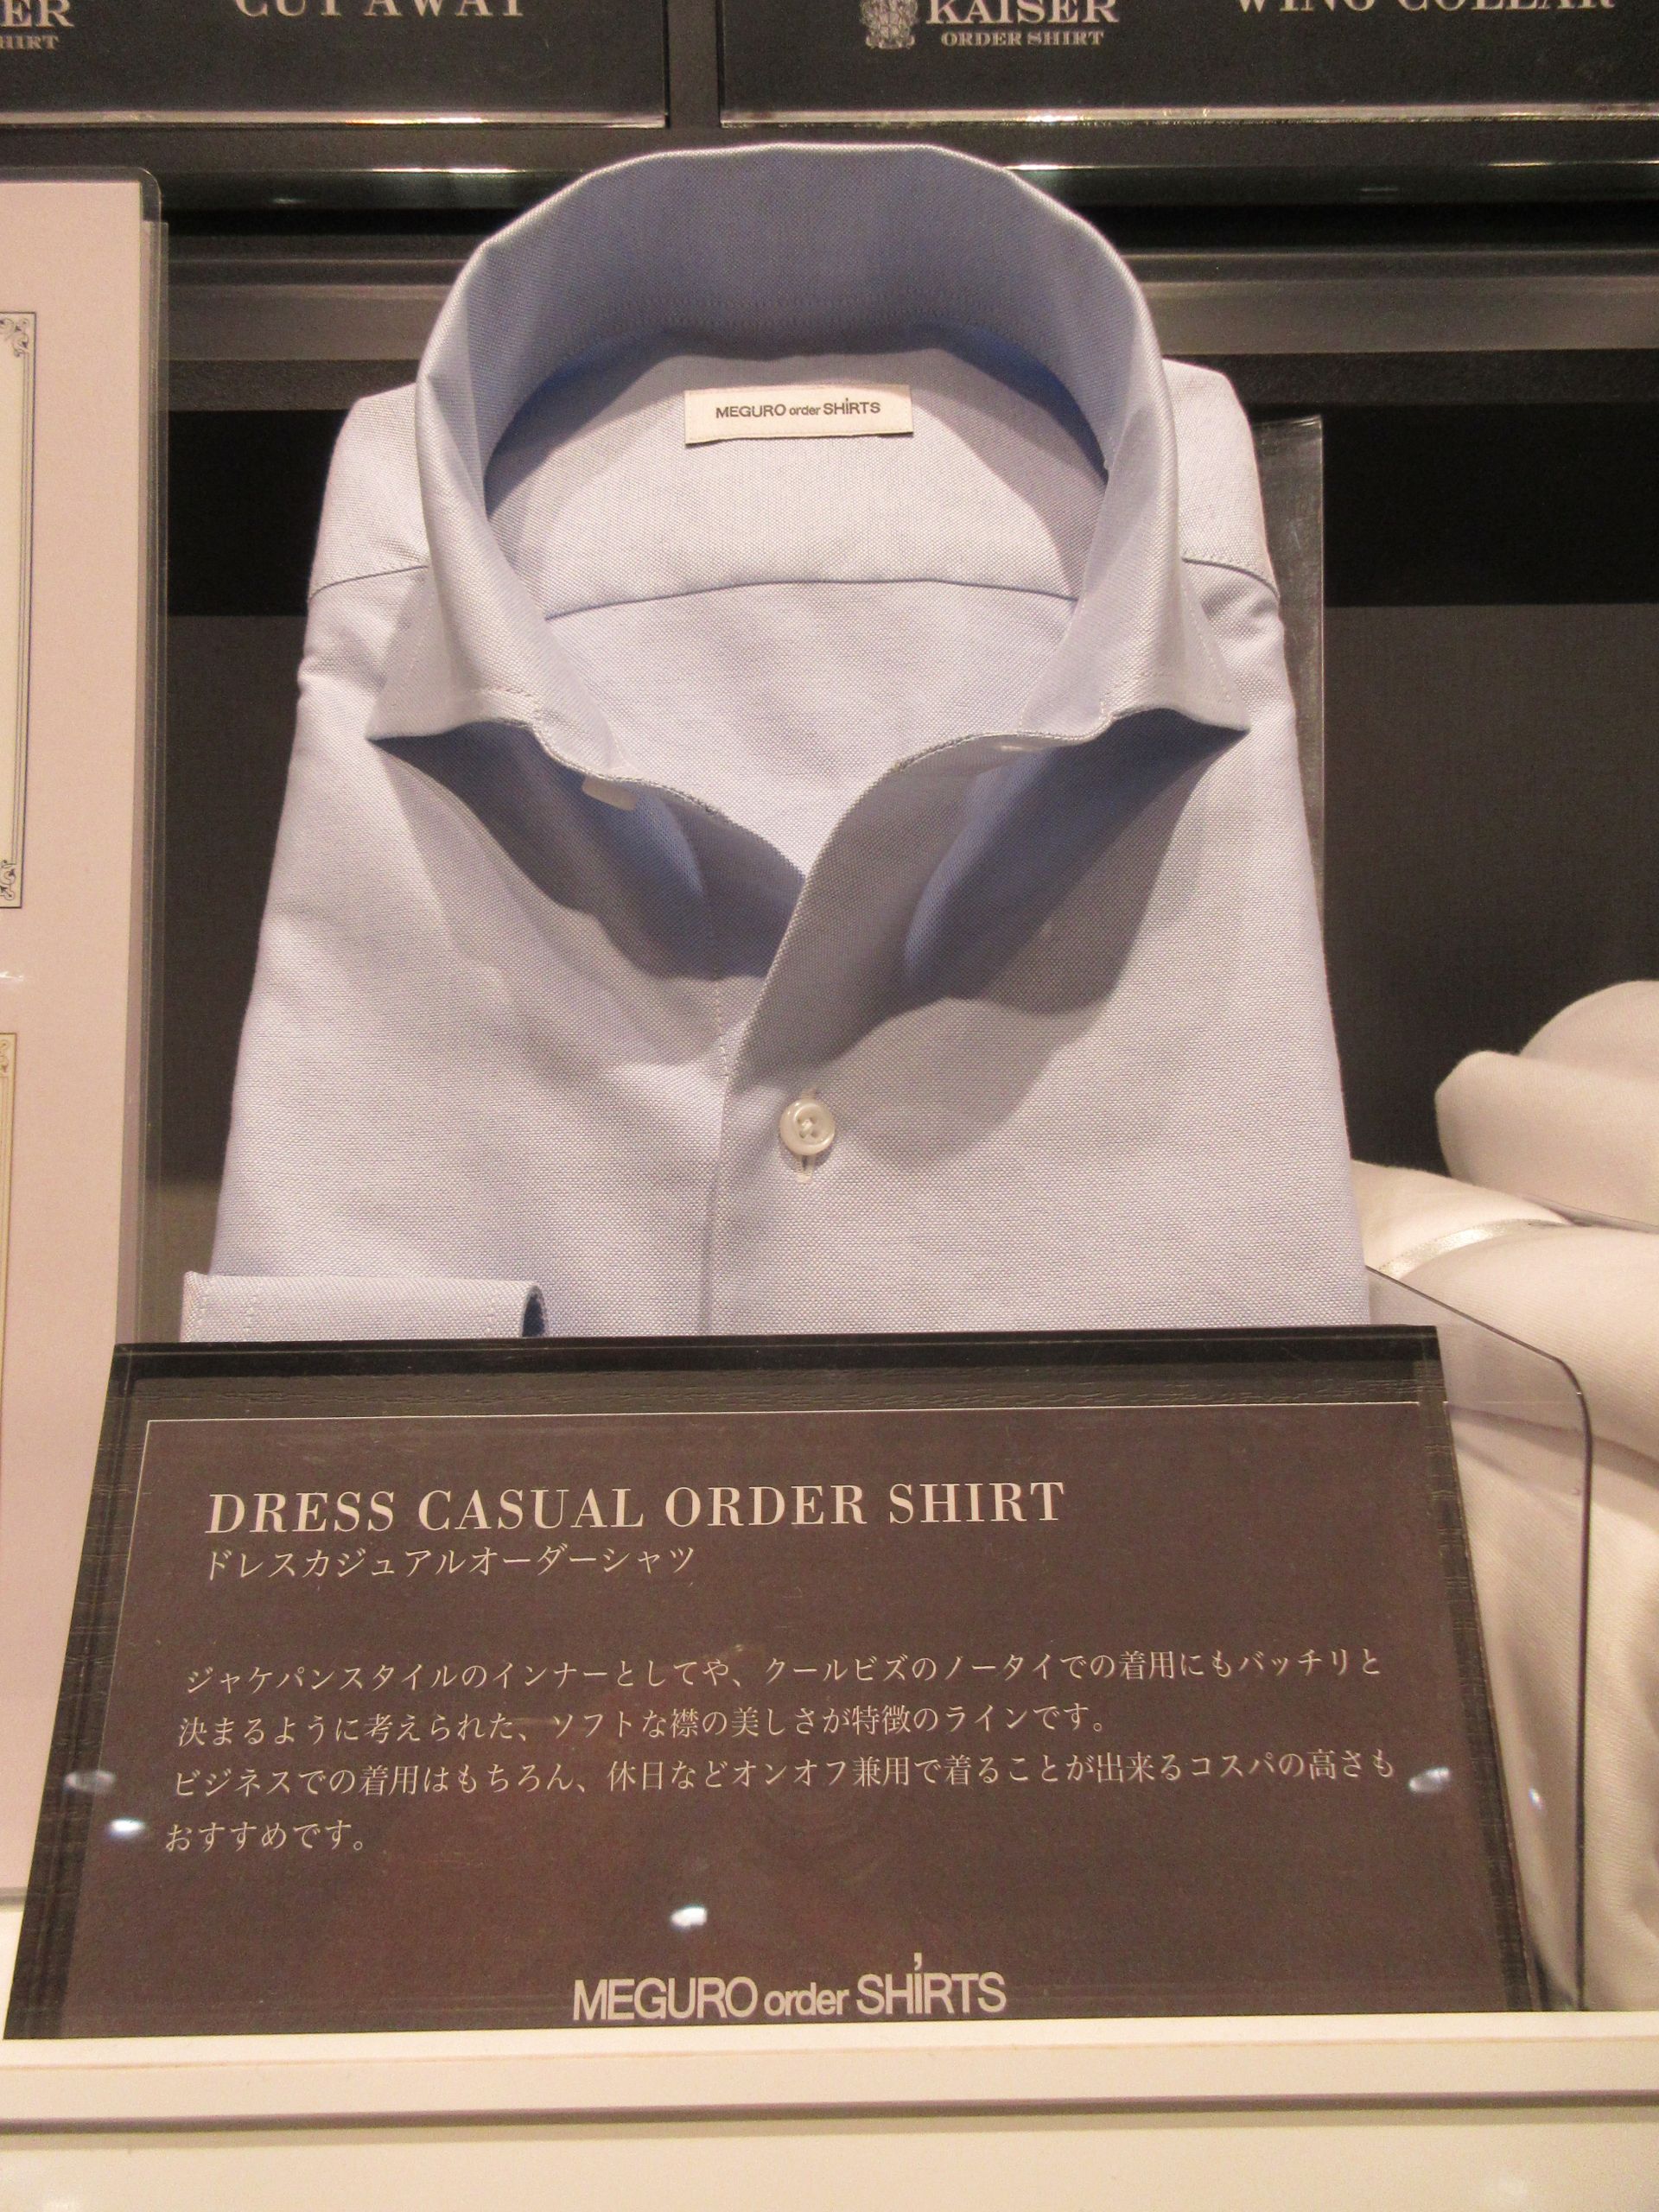 ER
HIRT
CUT AWAY
KAISER
ORDER SHIRT
WING COLLAR
MEGURO order SHiRTS
DRESS CASUAL ORDER SHIRT
ドレスカジュアルオーダーシャツ
ジャケパンスタイルのインナーとしてや、クールビズのノータイでの着用にもバッチリと
決まるように考えられた、ソフトな襟の美しさが特徴のラインです。
ビジネスでの着用はもちろん、休日などオンオフ兼用で着ることが出来るコスパの高さも
おすすめです。
MEGURO order SHiRTS